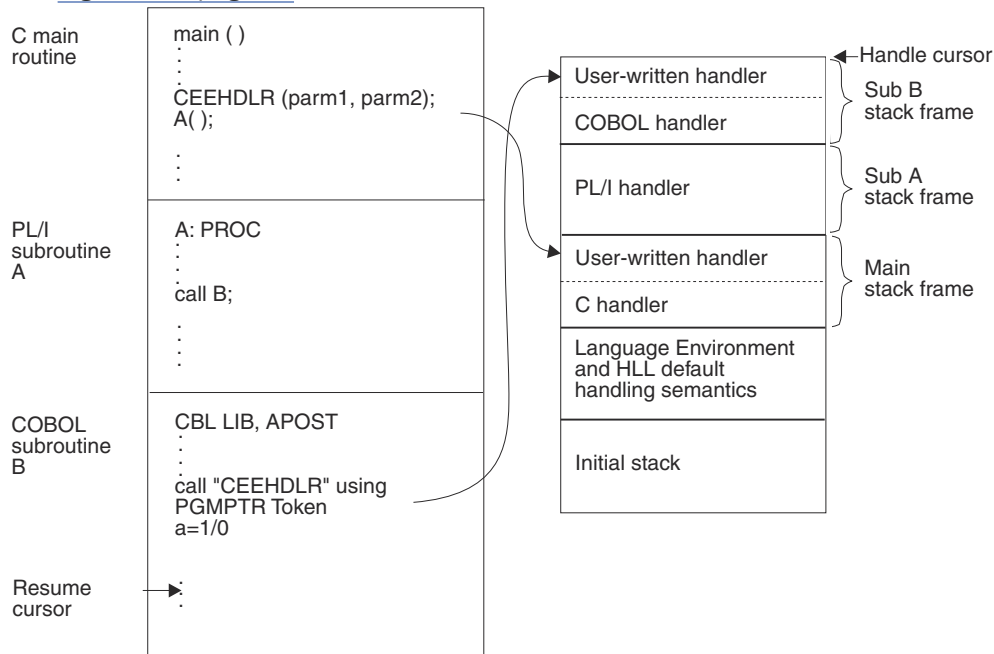 C main
routine
main ( )
.
.
.
.
CEEHDLR (parm1, parm2);
A( );
.
.
.
PL/I
subroutine
A
A: PROC
.
.
.
.
call B;
.
.
.
.
COBOL
subroutine
B
CBL LIB, APOST
.
.
.
.
call "CEEHDLR" using
PGMPTR Token
a=1/0
Resume
cursor
.
.
.
Handle cursor
User-written handler
COBOL handler
Sub B
stack frame
PL/I handler
Sub A
stack frame
User-written handler
C handler
Main
stack frame
Language Environment
and HLL default
handling semantics
Initial stack